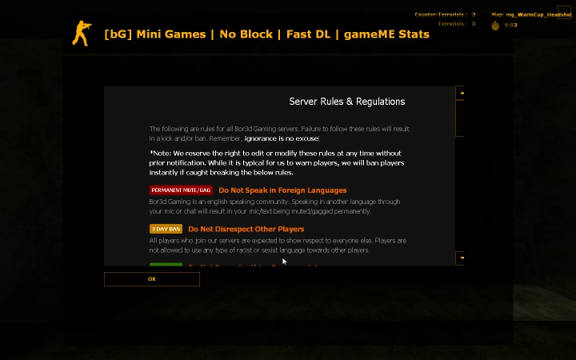 Counter-Terrorists : 2 Map: mg_WarmCup_Headshot
Terrorists : 0
[bG] Mini Games | No Block | Fast DL | gameME Stats
Server Rules & Regulations
The following are rules for all Bor3d Gaming servers. Failure to follow these rules will result
in a kick and/or ban. Remember, ignorance is no excuse!
*Note: We reserve the right to edit or modify these rules at any time without
prior notification. While it is typical for us to warn players, we will ban players
instantly if caught breaking the below rules.
PERMANENT MUTE/GAG Do Not Speak in Foreign Languages
Bor3d Gaming is an english speaking community. Speaking in another language through
your mic or chat will result in your mic/text being muted/gagged permanently.
3 DAY BAN Do Not Disrespect Other Players
All players who join our servers are expected to show respect to everyone else. Players are
not allowed to use any type of racist or sexist language towards other players.
OK